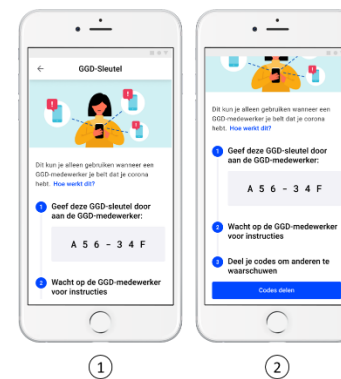 GGD-Sleutel
Dit kun je alleen gebruiken wanneer een
GGD-medewerker je belt dat je corona
hebt. Hoe werkt dit?
1 Geef deze GGD-sleutel door
aan de GGD-medewerker:
A 5 6 - 3 4 F
2 Wacht op de GGD-medewerker
voor instructies
1
Dit kun je alleen gebruiken wanneer een
GGD-medewerker je belt dat je corona
hebt. Hoe werkt dit?
1 Geef deze GGD-sleutel door
aan de GGD-medewerker:
A 5 6 - 3 4 F
2 Wacht op de GGD-medewerker
voor instructies
3 Deel je codes om anderen te
waarschuwen
Codes delen
2